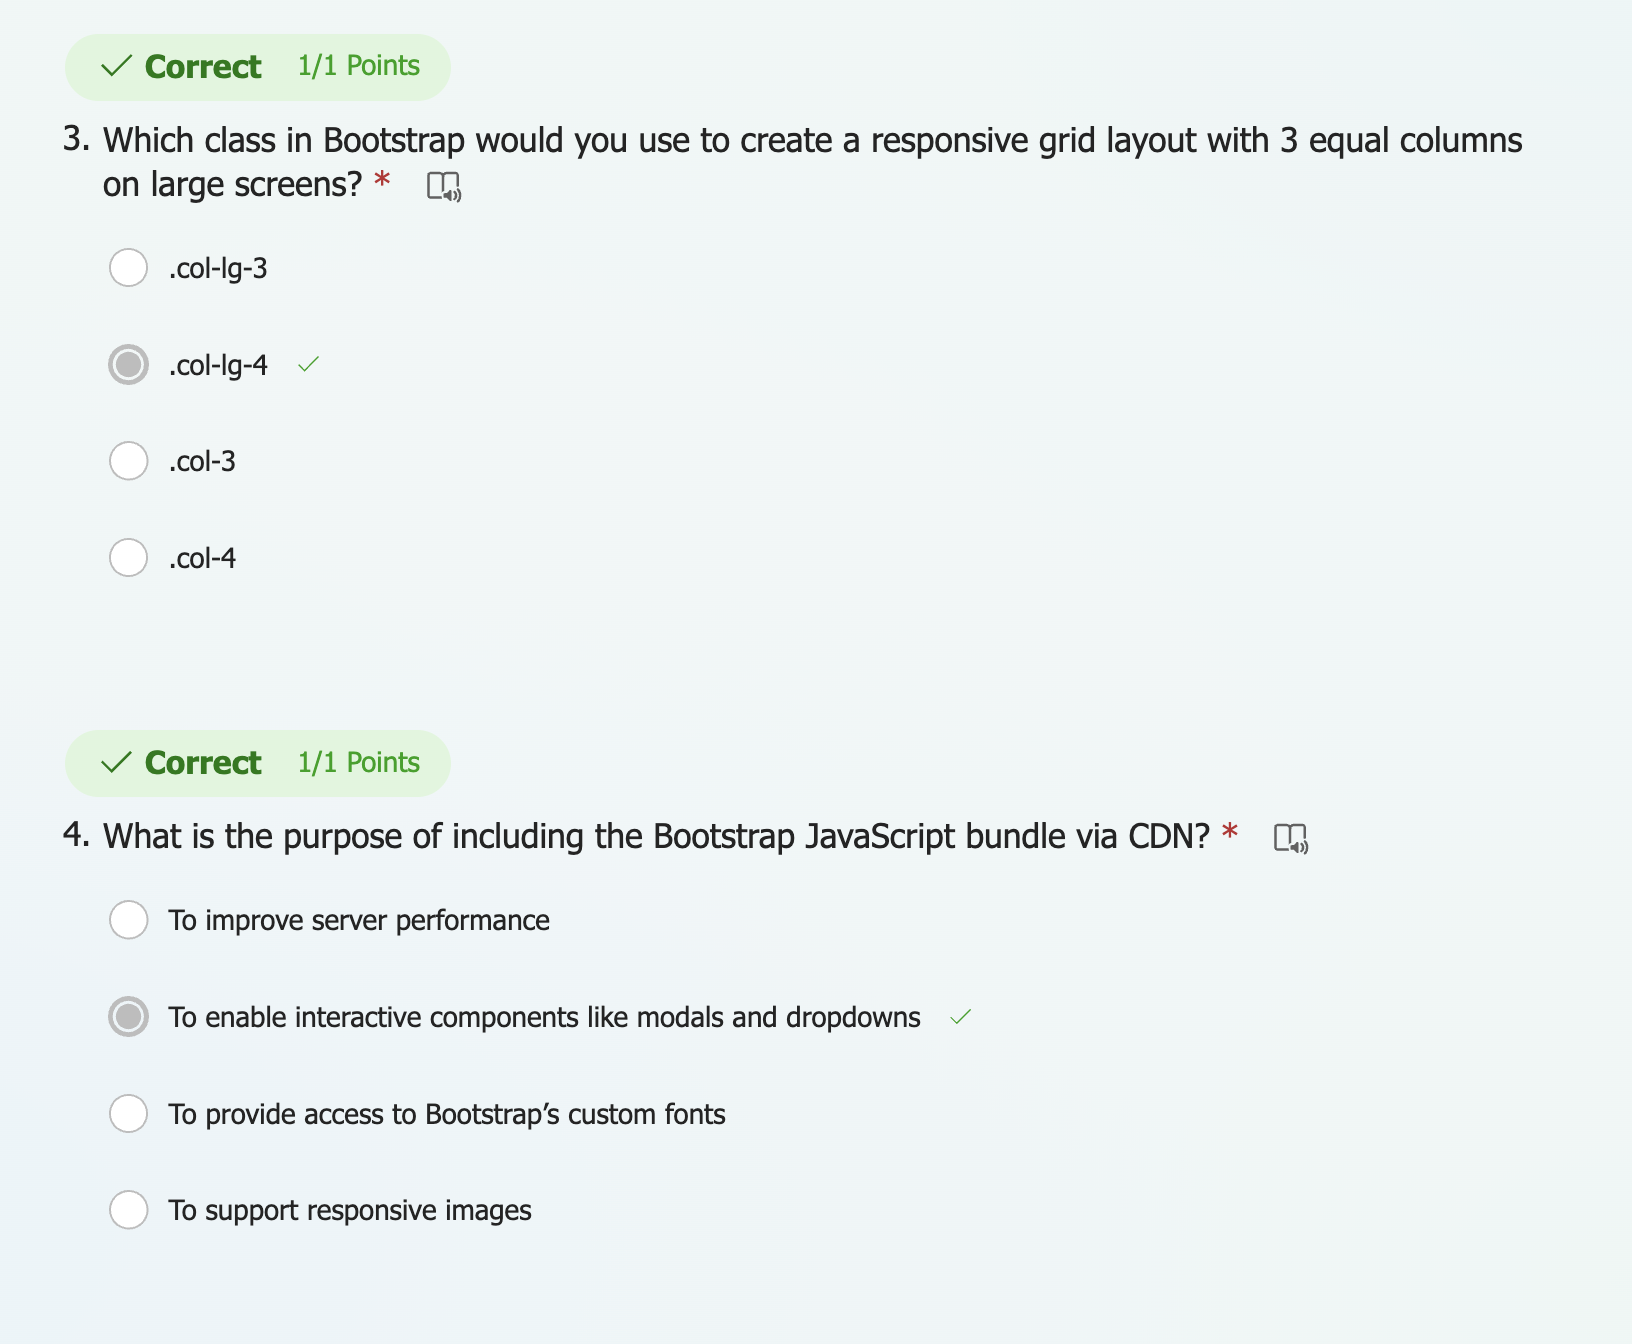 Correct 1/1 Points
3. Which class in Bootstrap would you use to create a responsive grid layout with 3 equal columns
on large screens? *
.col-lg-3
.col-lg-4
.col-3
.col-4
Correct 1/1 Points
4. What is the purpose of including the Bootstrap JavaScript bundle via CDN? *
To improve server performance
To enable interactive components like modals and dropdowns
To provide access to Bootstrap’s custom fonts
To support responsive images